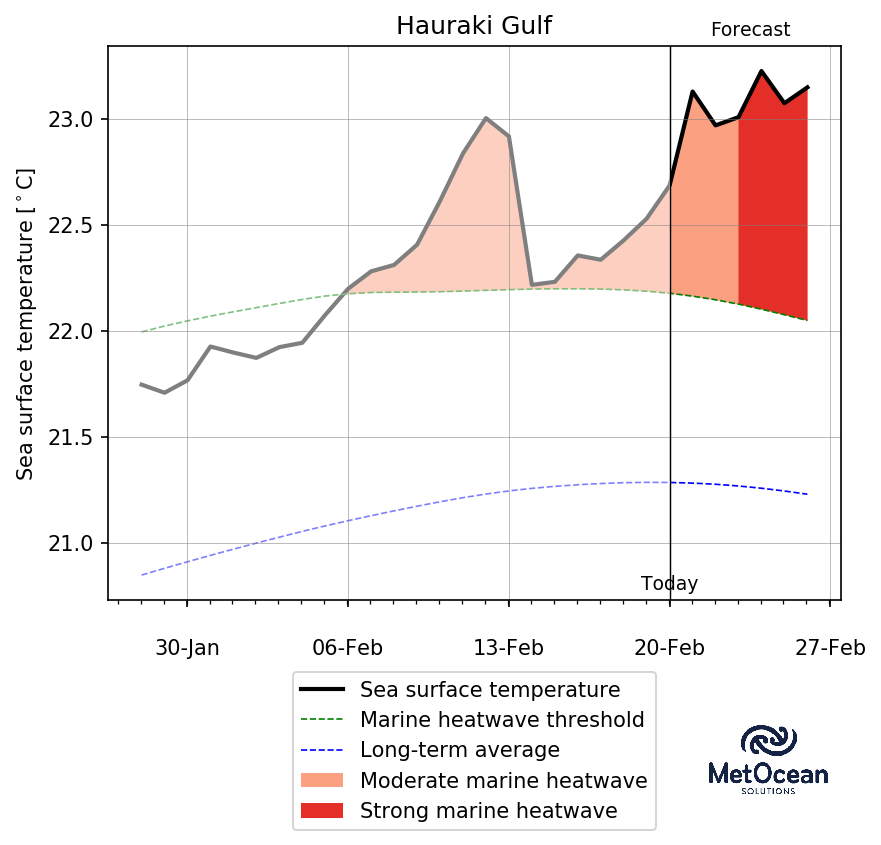 Hauraki Gulf
Forecast
Sea surface temperature [°C]
23.0
22.5
22.0
21.5
21.0
Today
30-Jan 06-Feb 13-Feb 20-Feb 27-Feb
Sea surface temperature
Marine heatwave threshold
Long-term average
Moderate marine heatwave
Strong marine heatwave
MetOcean
SOLUTIONS